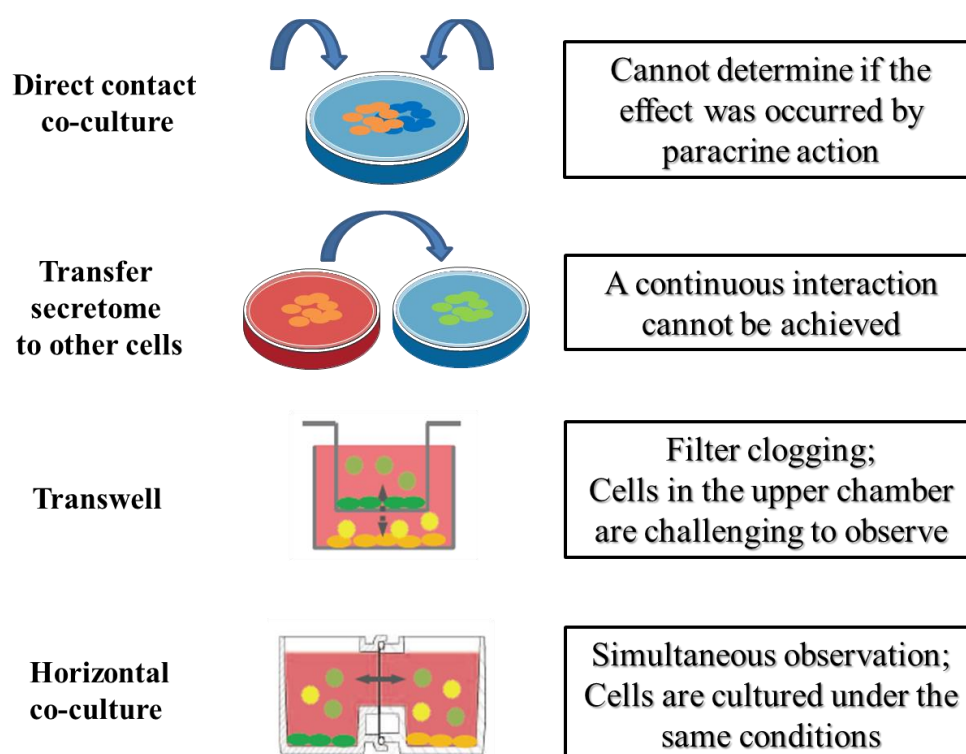 Direct contact
co-culture
Cannot determine if the
effect was occurred by
paracrine action
Transfer
secretome
to other cells
A continuous interaction
cannot be achieved
Transwell
Filter clogging;
Cells in the upper chamber
are challenging to observe
Horizontal
co-culture
Simultaneous observation;
Cells are cultured under the
same conditions